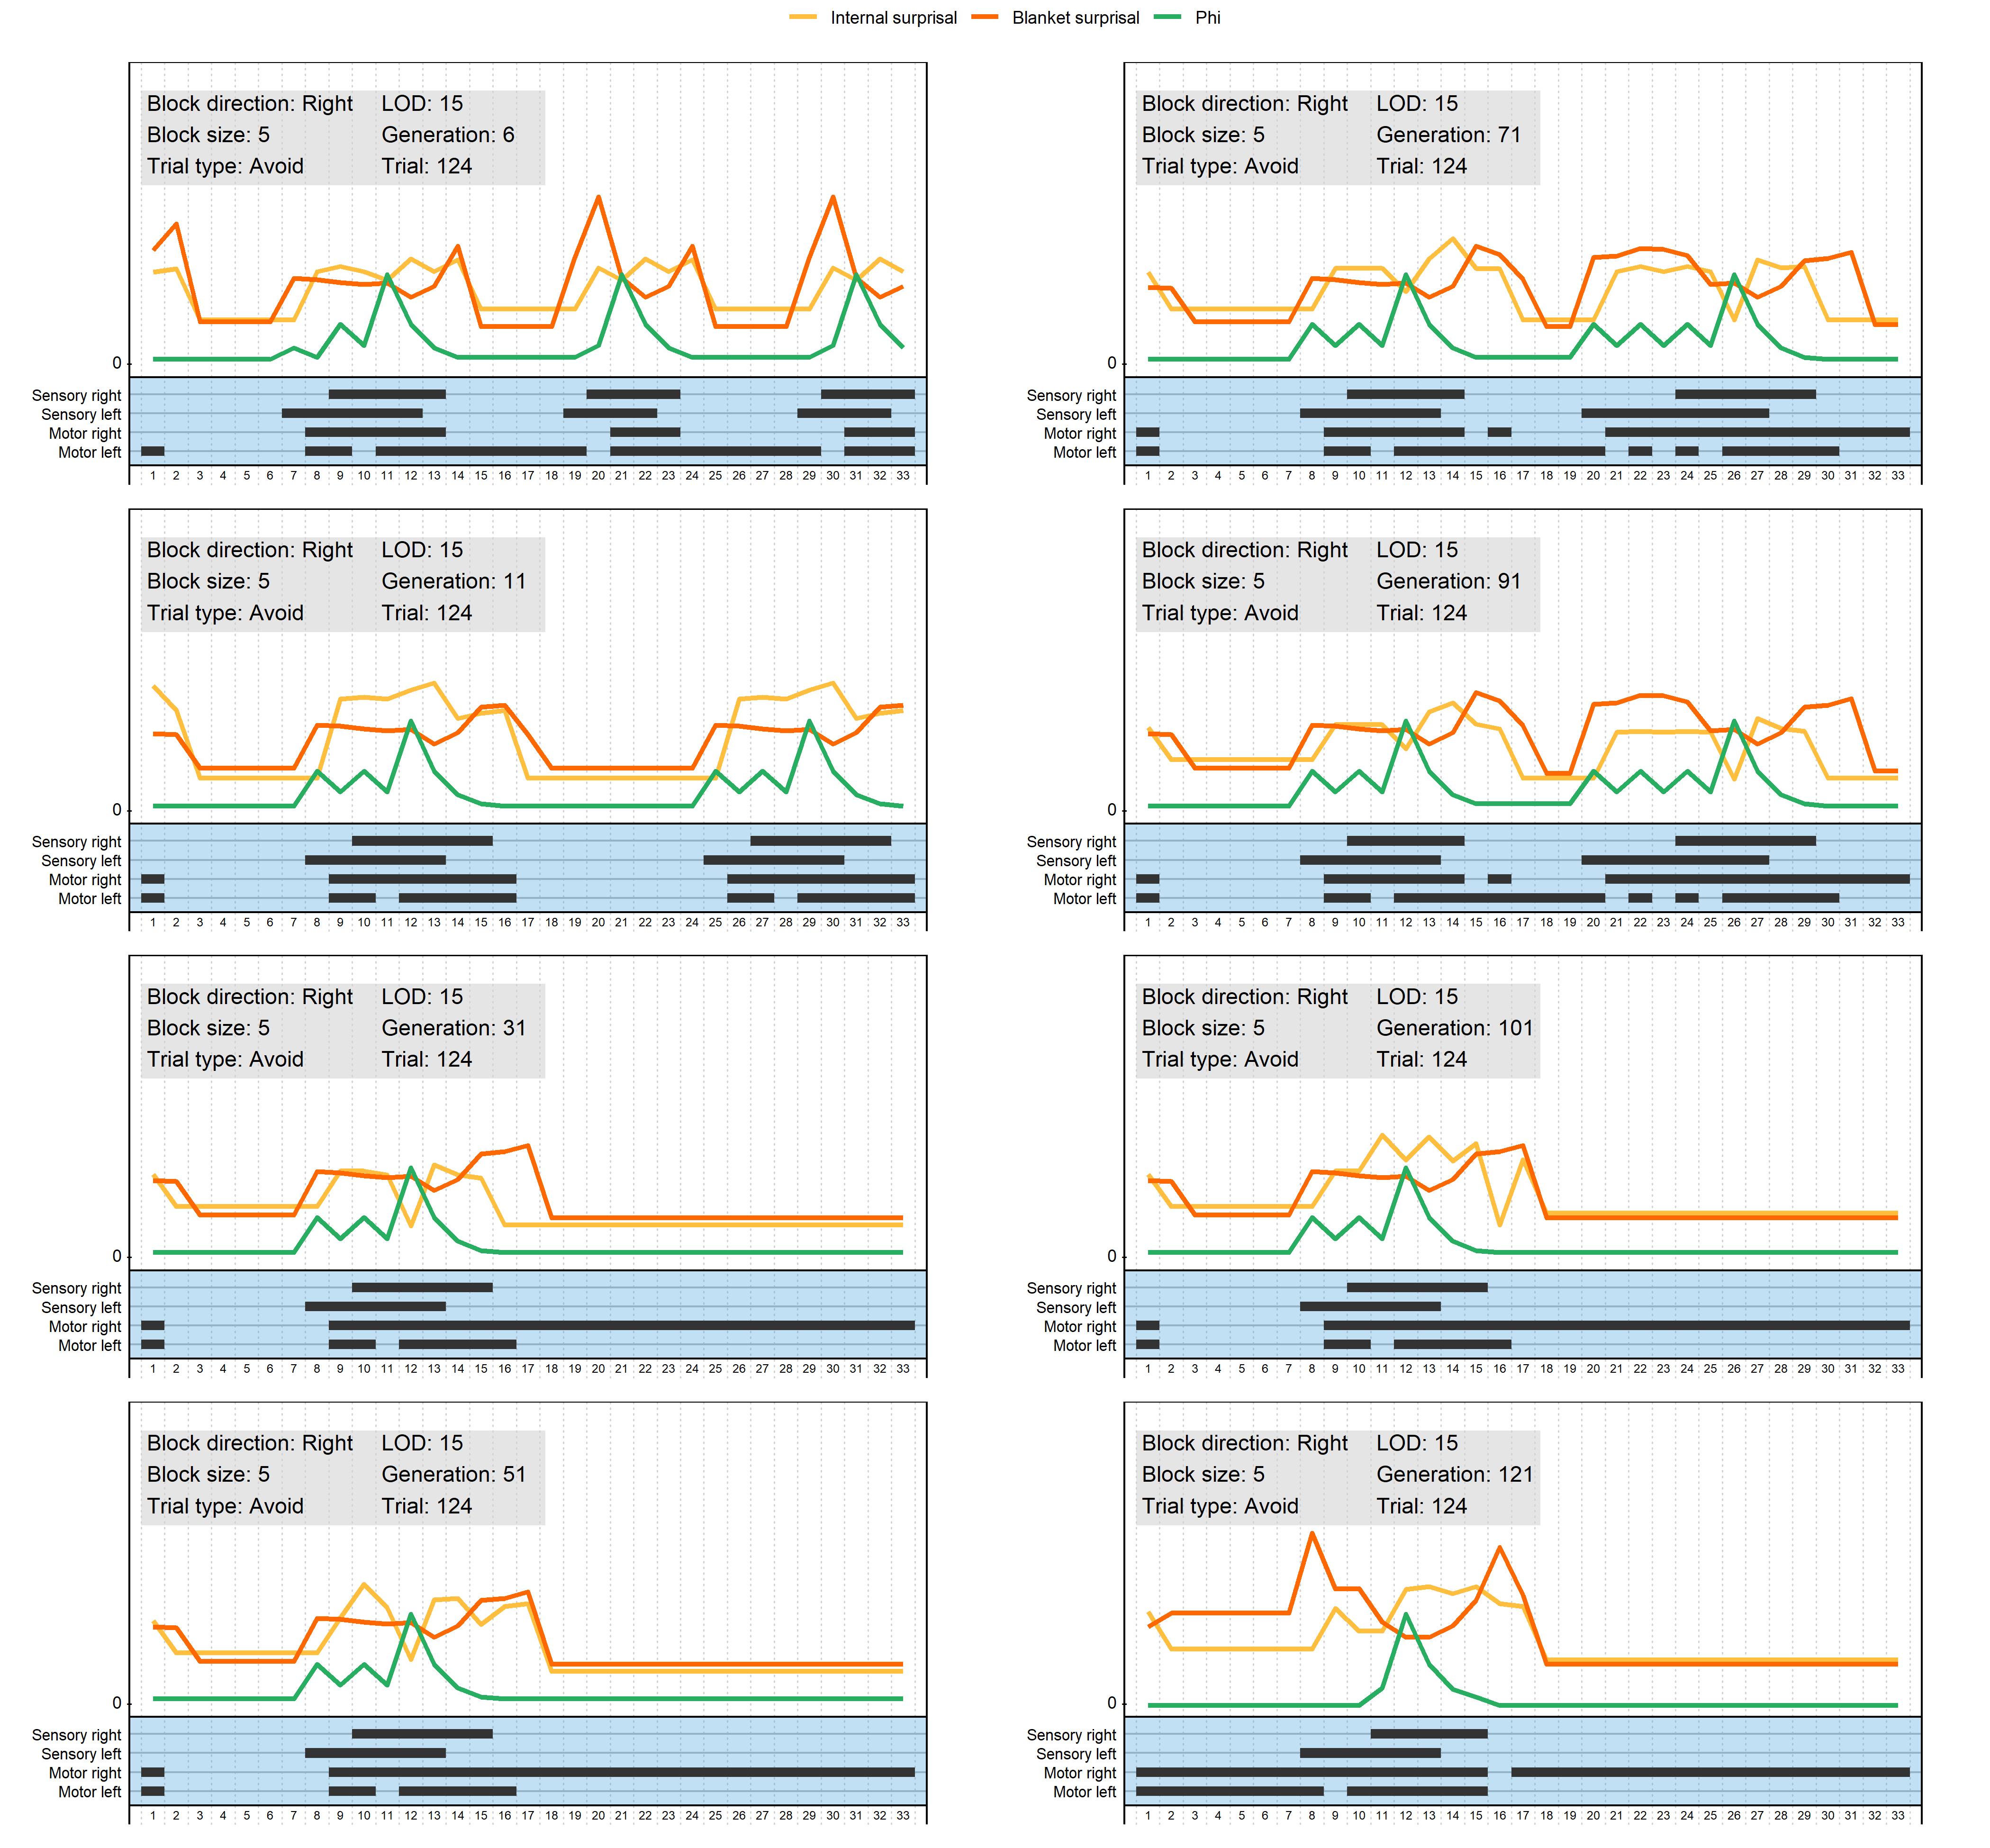 Internal surprisal Blanket surprisal Phi
Block direction: Right LOD: 15
Block size: 5 Generation: 6
Trial type: Avoid Trial: 124
0
Sensory right
Sensory left
Motor right
Motor left
1 2 3 4 5 6 7 8 9 10 11 12 13 14 15 16 17 18 19 20 21 22 23 24 25 26 27 28 29 30 31 32 33
Block direction: Right LOD: 15
Block size: 5 Generation: 71
Trial type: Avoid Trial: 124
0
Sensory right
Sensory left
Motor right
Motor left
1 2 3 4 5 6 7 8 9 10 11 12 13 14 15 16 17 18 19 20 21 22 23 24 25 26 27 28 29 30 31 32 33
Block direction: Right LOD: 15
Block size: 5 Generation: 11
Trial type: Avoid Trial: 124
0
Sensory right
Sensory left
Motor right
Motor left
1 2 3 4 5 6 7 8 9 10 11 12 13 14 15 16 17 18 19 20 21 22 23 24 25 26 27 28 29 30 31 32 33
Block direction: Right LOD: 15
Block size: 5 Generation: 91
Trial type: Avoid Trial: 124
0
Sensory right
Sensory left
Motor right
Motor left
1 2 3 4 5 6 7 8 9 10 11 12 13 14 15 16 17 18 19 20 21 22 23 24 25 26 27 28 29 30 31 32 33
Block direction: Right LOD: 15
Block size: 5 Generation: 31
Trial type: Avoid Trial: 124
0
Sensory right
Sensory left
Motor right
Motor left
1 2 3 4 5 6 7 8 9 10 11 12 13 14 15 16 17 18 19 20 21 22 23 24 25 26 27 28 29 30 31 32 33
Block direction: Right LOD: 15
Block size: 5 Generation: 101
Trial type: Avoid Trial: 124
0
Sensory right
Sensory left
Motor right
Motor left
1 2 3 4 5 6 7 8 9 10 11 12 13 14 15 16 17 18 19 20 21 22 23 24 25 26 27 28 29 30 31 32 33
Block direction: Right LOD: 15
Block size: 5 Generation: 51
Trial type: Avoid Trial: 124
0
Sensory right
Sensory left
Motor right
Motor left
1 2 3 4 5 6 7 8 9 10 11 12 13 14 15 16 17 18 19 20 21 22 23 24 25 26 27 28 29 30 31 32 33
Block direction: Right LOD: 15
Block size: 5 Generation: 121
Trial type: Avoid Trial: 124
0
Sensory right
Sensory left
Motor right
Motor left
1 2 3 4 5 6 7 8 9 10 11 12 13 14 15 16 17 18 19 20 21 22 23 24 25 26 27 28 29 30 31 32 33